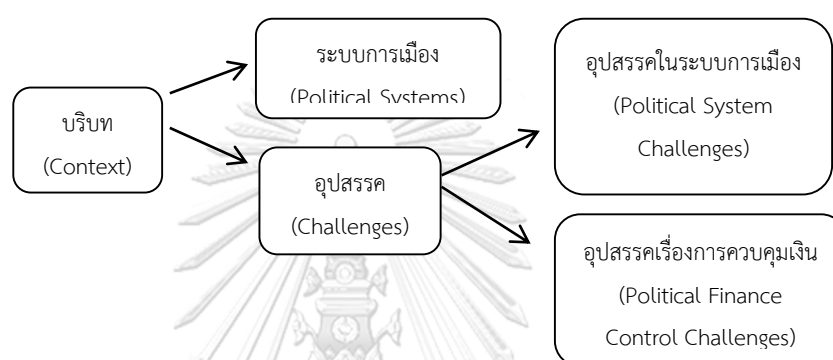 บริบท
(Context)
ระบบการเมือง
(Political Systems)
อุปสรรค
(Challenges)
อุปสรรคในระบบการเมือง
(Political System
Challenges)
อุปสรรคเรื่องการควบคุมเงิน
(Political Finance
Control Challenges)